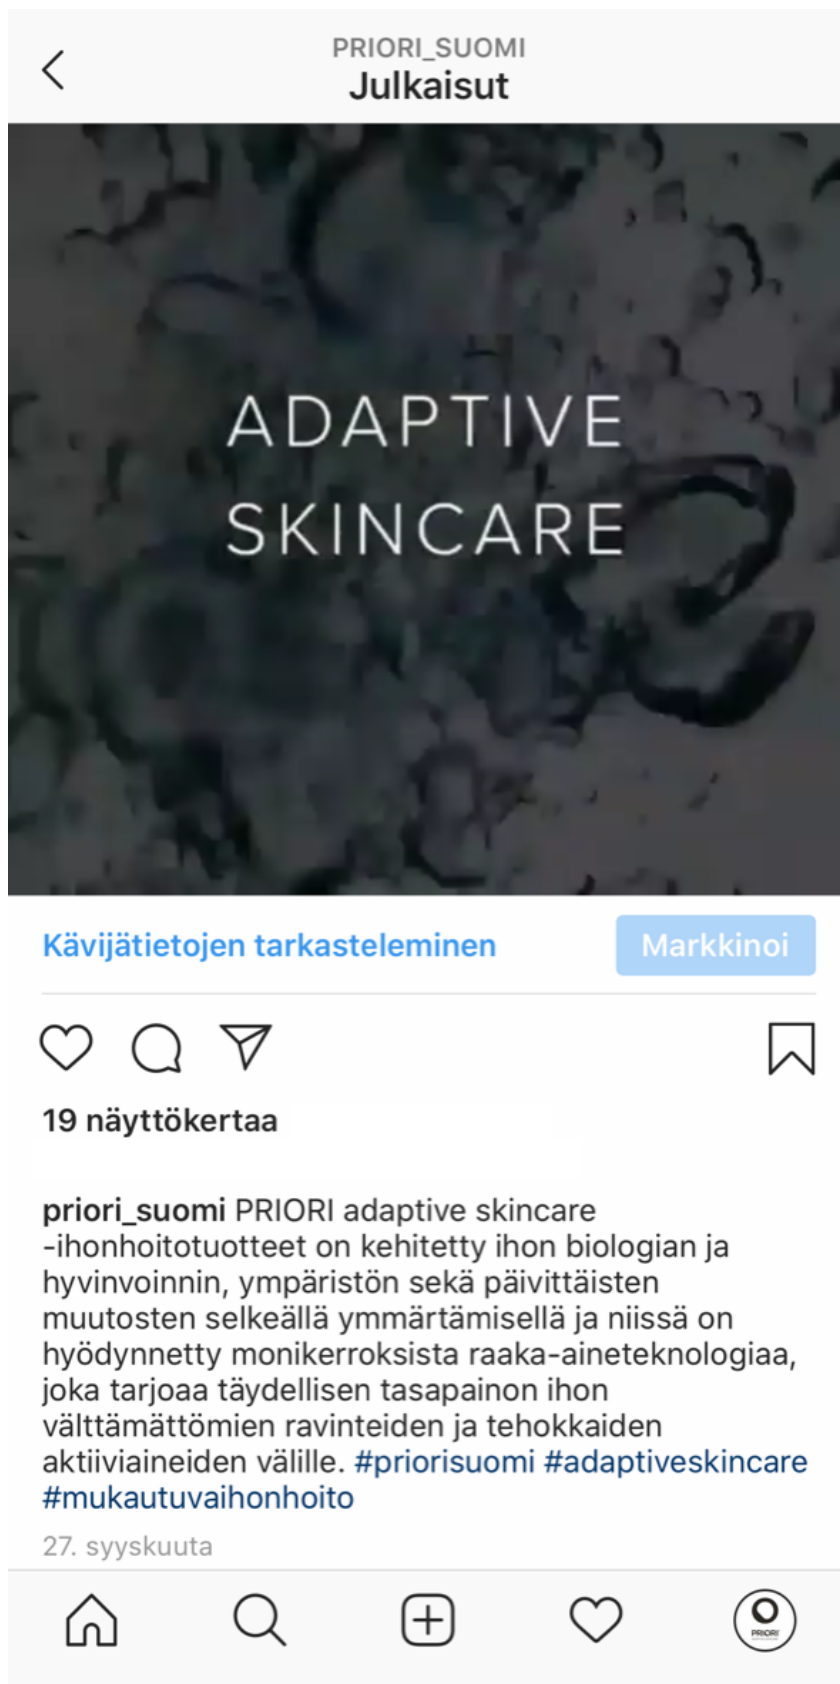 PRIORI_SUOMI
Julkaisut
ADAPTIVE
SKINCARE
Kävijätietojen tarkasteleminen
Markkinoi
19 näyttökertaa
priori_suomi PRIORI adaptive skincare
-ihonhoitotuotteet on kehitetty ihon biologian ja
hyvinvoinnin, ympäristön sekä päivittäisten
muutosten selkeällä ymmärtämisellä ja niissä on
hyödynnetty monikerroksista raaka-aineteknologiaa,
joka tarjoaa täydellisen tasapainon ihon
välttämättömien ravinteiden ja tehokkaiden
aktiiviaineiden välille. #priorisuomi #adaptiveskincare
#mukautuvaihonhoito
27. syyskuuta
PRIORI